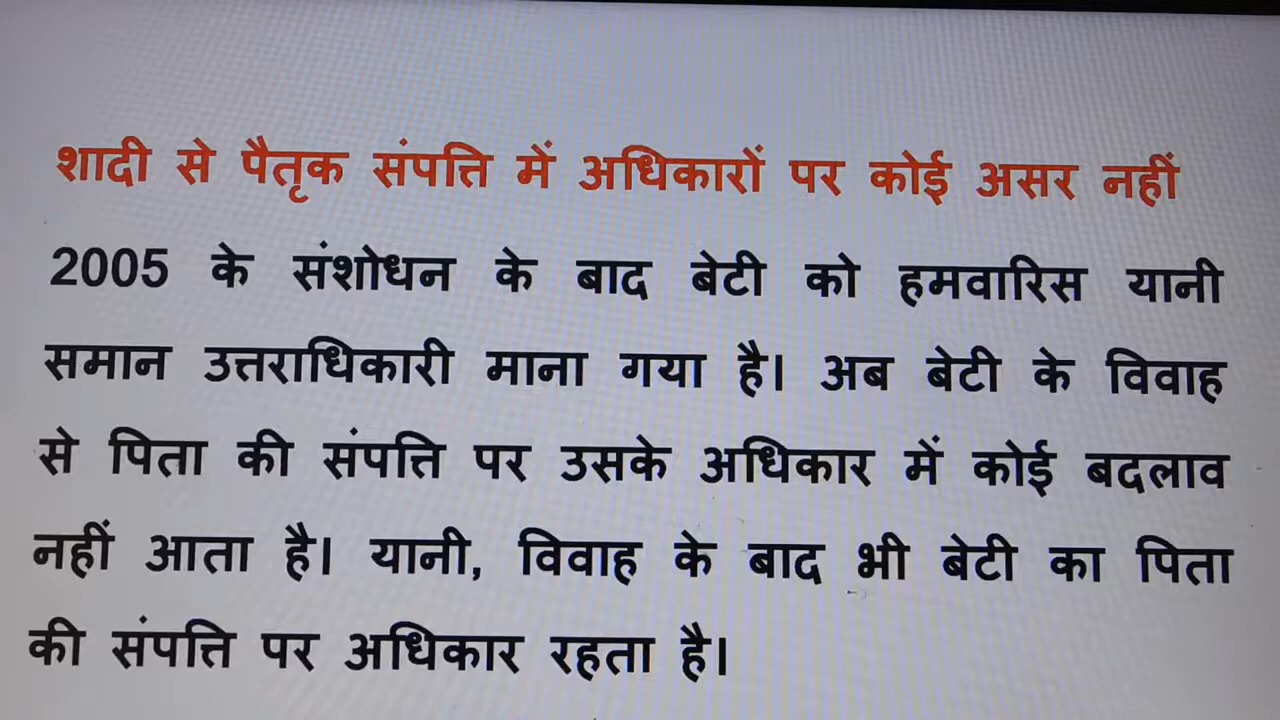 शादी से पैतृक संपत्ति में अधिकारों पर कोई असर नहीं
2005 के संशोधन के बाद बेटी को हमवारिस यानी
समान उत्तराधिकारी माना गया है। अब बेटी के विवाह
से पिता की संपत्ति पर उसके अधिकार में कोई बदलाव
नहीं आता है। यानी, विवाह के बाद भी बेटी का पिता
की संपत्ति पर अधिकार रहता है।